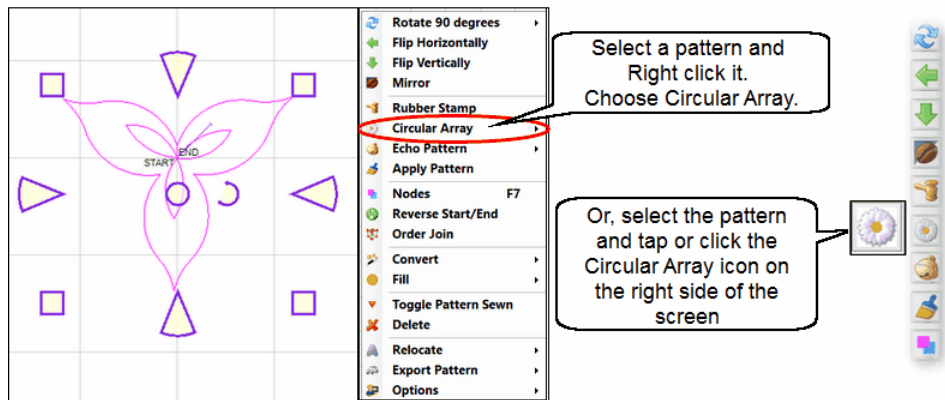 START
END
Rotate 90 degrees
Flip Horizontally
Flip Vertically
Mirror
Rubber Stamp
Circular Array
Echo Pattern
Apply Pattern
Nodes F7
Reverse Start/End
Order Join
Convert
Fill
Toggle Pattern Sewn
Delete
Relocate
Export Pattern
Options
Select a pattern and
Right click it.
Choose Circular Array.
Or, select the pattern
and tap or click the
Circular Array icon on
the right side of the
screen